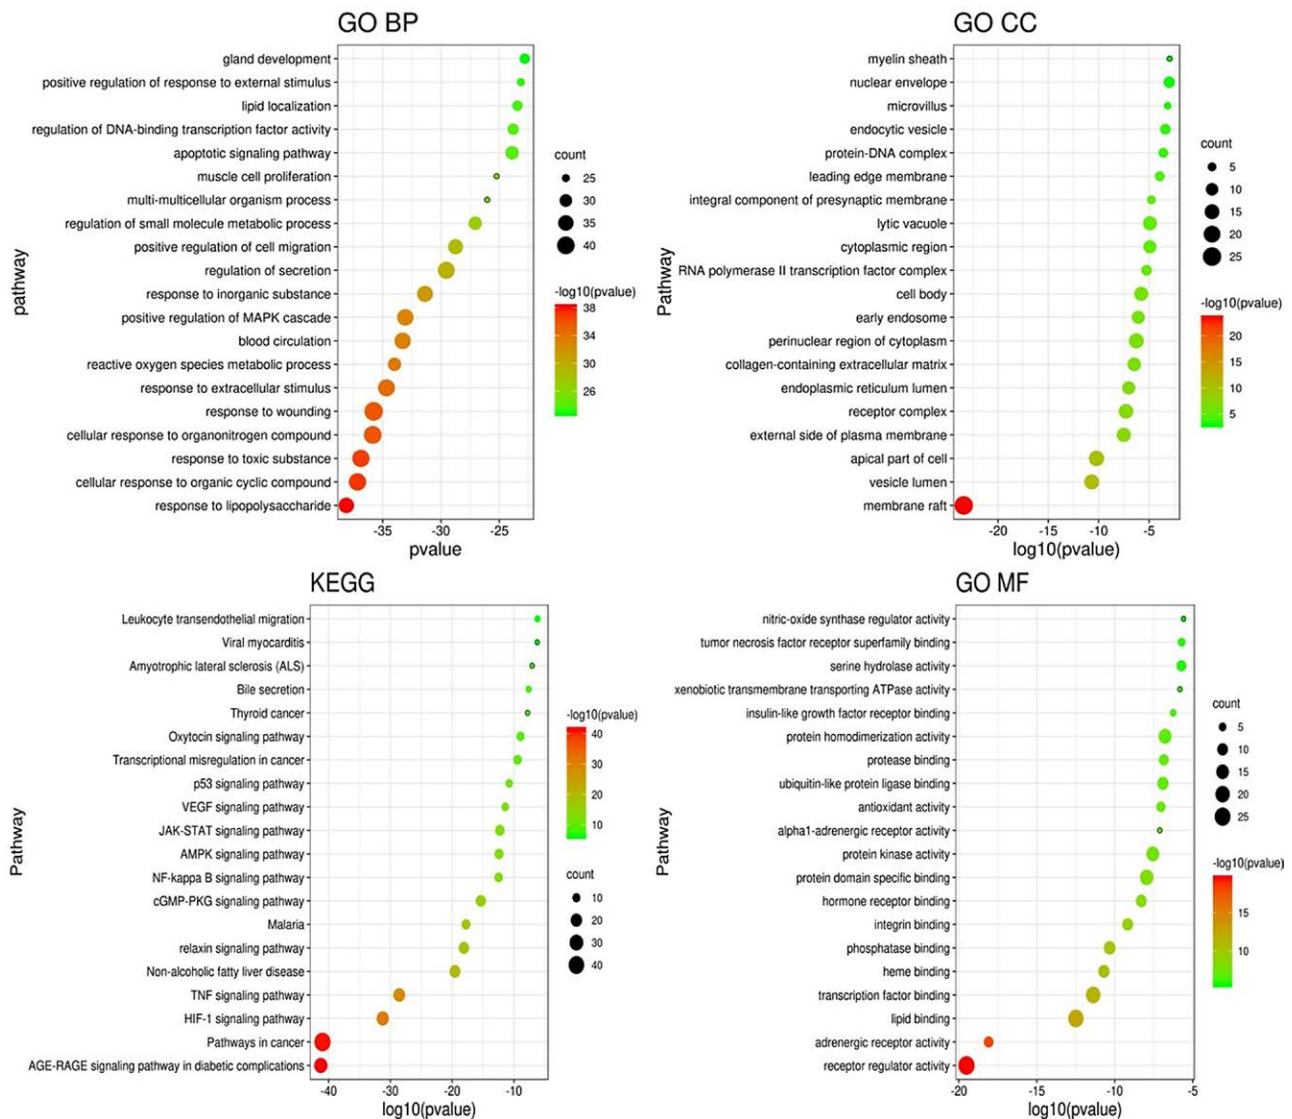 GO BP
gland development
positive regulation of response to external stimulus
lipid localization
regulation of DNA-binding transcription factor activity
apoptotic signaling pathway
muscle cell proliferation
multi-multicellular organism process
regulation of small molecule metabolic process
positive regulation of cell migration
regulation of secretion
response to inorganic substance
positive regulation of MAPK cascade
blood circulation
reactive oxygen species metabolic process
response to extracellular stimulus
response to wounding
cellular response to organonitrogen compound
response to toxic substance
cellular response to organic cyclic compound
response to lipopolysaccharide
pathway
-35 -30 -25
pvalue
count
25
30
35
40
-log10(pvalue)
38
34
30
26
GO CC
myelin sheath
nuclear envelope
microvillus
endocytic vesicle
protein-DNA complex
leading edge membrane
integral component of presynaptic membrane
lytic vacuole
cytoplasmic region
RNA polymerase II transcription factor complex
cell body
early endosome
perinuclear region of cytoplasm
collagen-containing extracellular matrix
endoplasmic reticulum lumen
receptor complex
external side of plasma membrane
apical part of cell
vesicle lumen
membrane raft
Pathway
-20 -15 -10 -5
log10(pvalue)
count
5
10
15
20
25
-log10(pvalue)
20
15
10
5
KEGG
Leukocyte transendothelial migration
Viral myocarditis
Amyotrophic lateral sclerosis (ALS)
Bile secretion
Thyroid cancer
Oxytocin signaling pathway
Transcriptional misregulation in cancer
p53 signaling pathway
VEGF signaling pathway
JAK-STAT signaling pathway
AMPK signaling pathway
NF-kappa B signaling pathway
cGMP-PKG signaling pathway
Malaria
relaxin signaling pathway
Non-alcoholic fatty liver disease
TNF signaling pathway
HIF-1 signaling pathway
Pathways in cancer
AGE-RAGE signaling pathway in diabetic complications
Pathway
-40 -30 -20 -10
log10(pvalue)
-log10(pvalue)
40
30
20
10
count
10
20
30
40
GO MF
nitric-oxide synthase regulator activity
tumor necrosis factor receptor superfamily binding
serine hydrolase activity
xenobiotic transmembrane transporting ATPase activity
insulin-like growth factor receptor binding
protein homodimerization activity
protease binding
ubiquitin-like protein ligase binding
antioxidant activity
alpha1-adrenergic receptor activity
protein kinase activity
protein domain specific binding
hormone receptor binding
integrin binding
phosphatase binding
heme binding
transcription factor binding
lipid binding
adrenergic receptor activity
receptor regulator activity
Pathway
-20 -15 -10 -5
log10(pvalue)
count
5
10
15
20
25
-log10(pvalue)
15
10